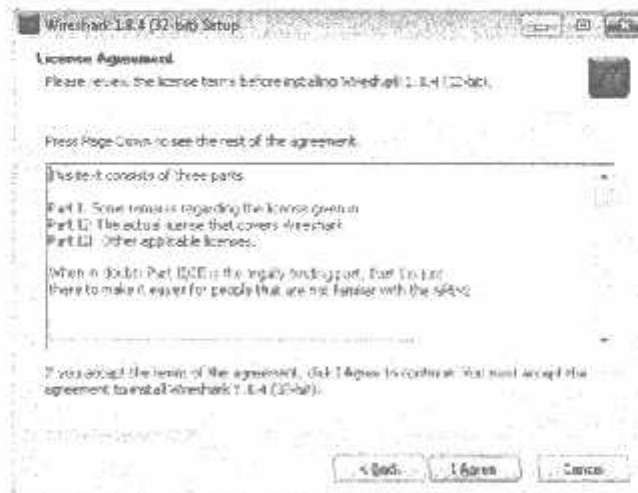 Wireshark 1.8.4 (32-bit) Setup
License Agreement
Please review the license terms before installing Wireshark 1.8.4 (32-bit).
Press Page Down to see the rest of the agreement.
This text consists of three parts
Part I: Some remarks regarding the license given in
Part II: The actual license that covers Wireshark
Part III: Other applicable licenses.
When in doubt: Part II/III is the legally binding part, Part I is just
there to make it easier for people that are not familiar with the
If you accept the terms of the agreement, click I Agree to continue. You must accept the
agreement to install Wireshark 1.8.4 (32-bit).
< Back
I Agree
Cancel